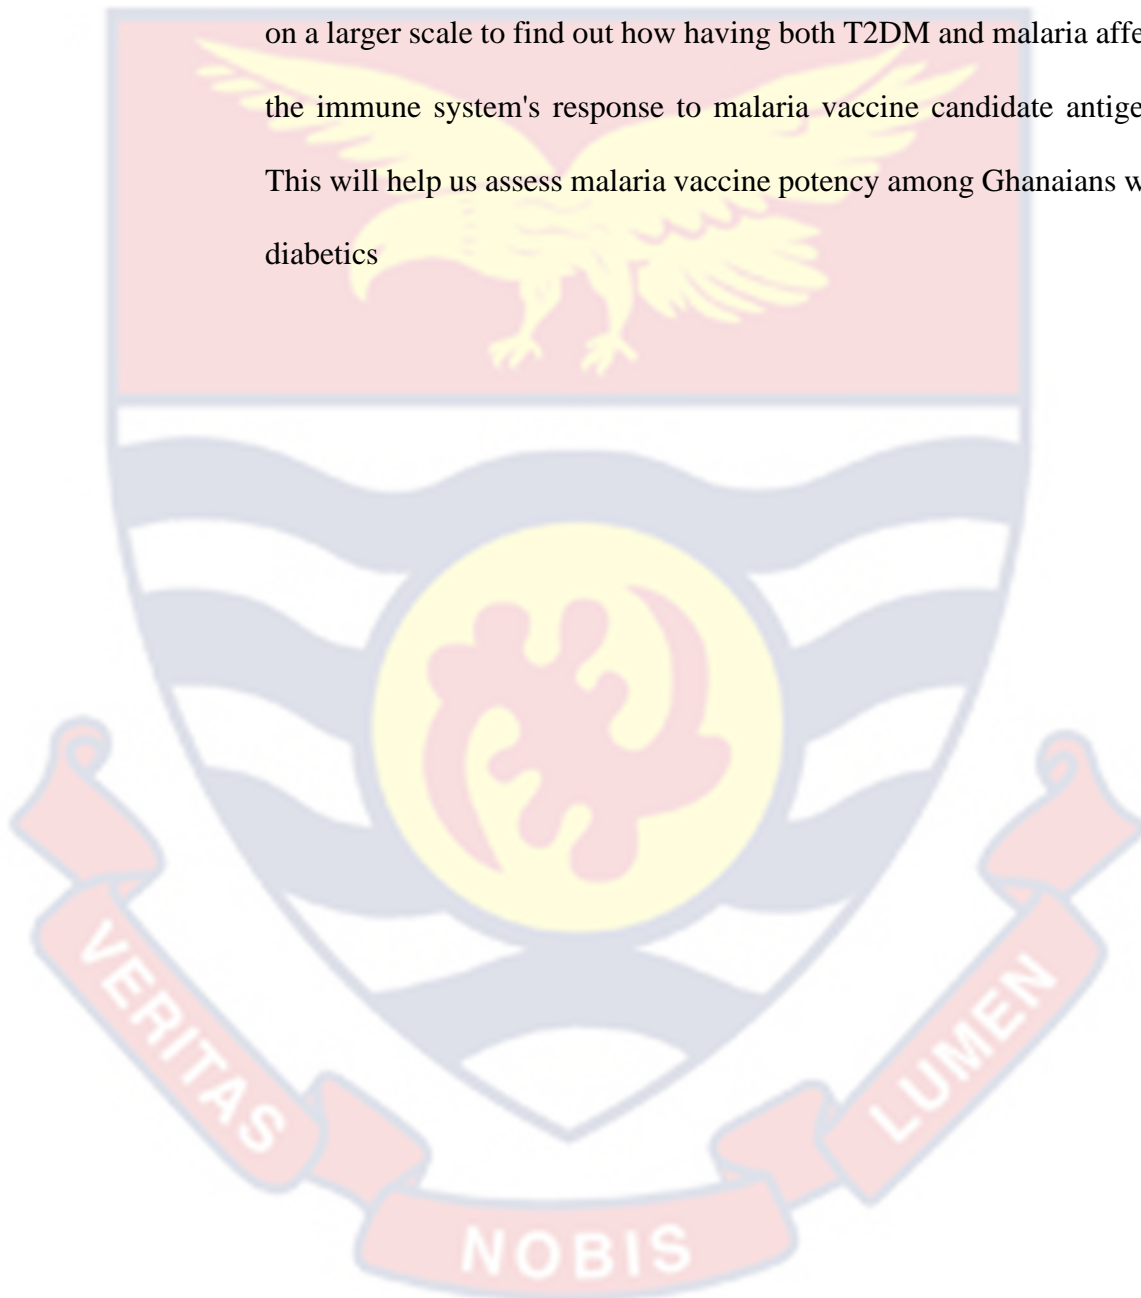 on a larger scale to find out how having both T2DM and malaria affe
the immune system's response to malaria vaccine candidate antige
This will help us assess malaria vaccine potency among Ghanaians w
diabetics
VERITAS
NOBIS
LUMEN